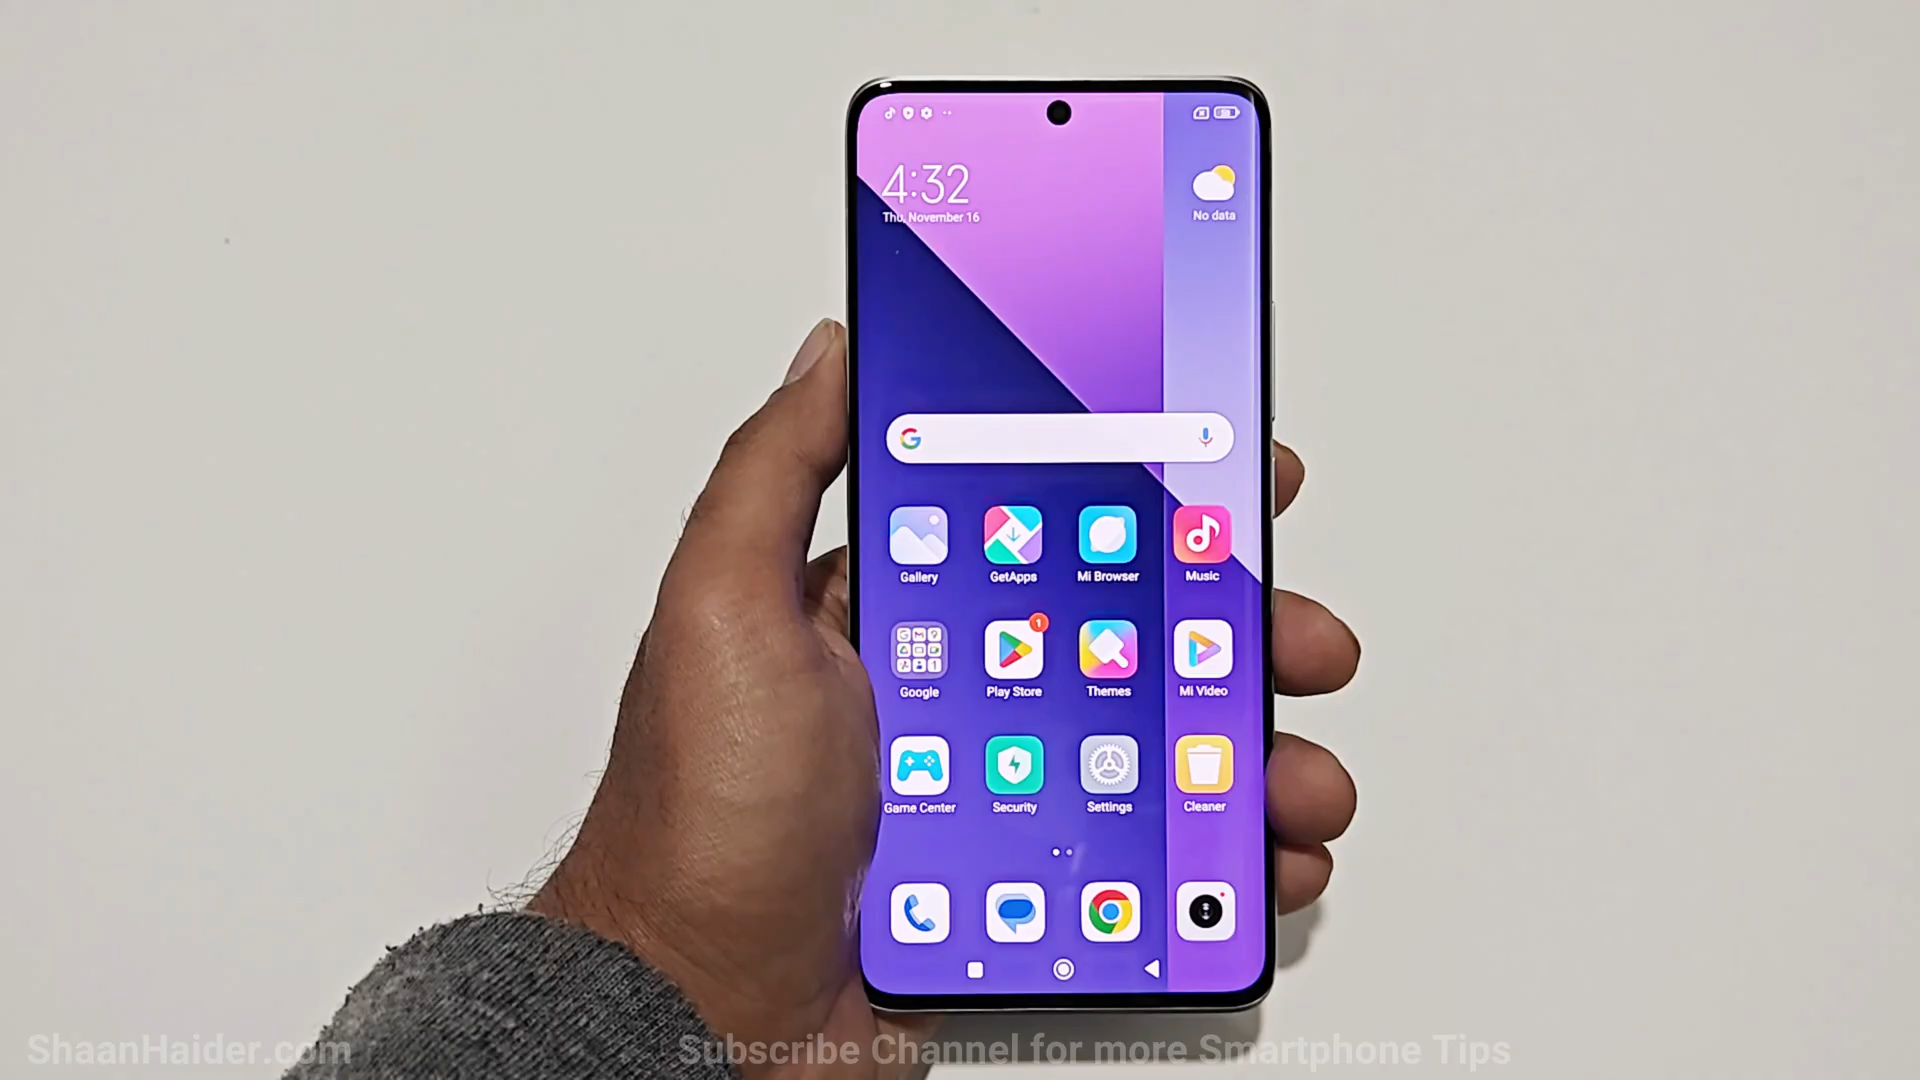 4:32
Thu, November 16
No data
Gallery
GetApps
Mi Browser
Music
Google
Play Store
1
Themes
Mi Video
Game Center
Security
Settings
Cleaner
ShaanHaider.com
Subscribe Channel for more Smartphone Tips